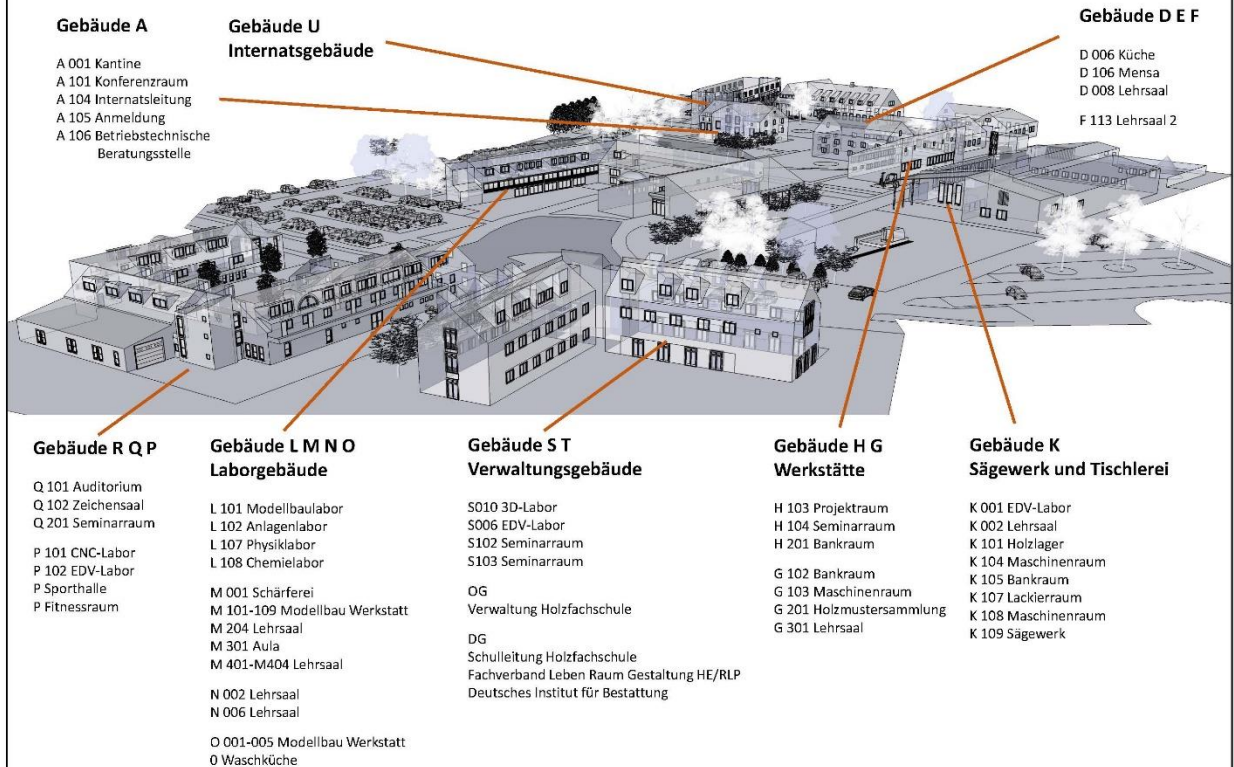 Gebäude A
A 001 Kantine
A 101 Konferenzraum
A 104 Internatsleitung
A 105 Anmeldung
A 106 Betriebstechnische
Beratungsstelle
Gebäude U
Internatsgebäude
Gebäude D E F
D 006 Küche
D 106 Mensa
D 008 Lehrsaal
F 113 Lehrsaal 2
Gebäude R Q P
Q 101 Auditorium
Q 102 Zeichensaal
Q 201 Seminarraum
P 101 CNC-Labor
P 102 EDV-Labor
P Sporthalle
P Fitnessraum
Gebäude L M N O
Laborgebäude
L 101 Modellbaulabor
L 102 Anlagenlabor
L 107 Physiklabor
L 108 Chemielabor
M 001 Schärferei
M 101-109 Modellbau Werkstatt
M 204 Lehrsaal
M 301 Aula
M 401-M404 Lehrsaal
N 002 Lehrsaal
N 006 Lehrsaal
O 001-005 Modellbau Werkstatt
0 Waschküche
Gebäude S T
Verwaltungsgebäude
S010 3D-Labor
S006 EDV-Labor
S102 Seminarraum
S103 Seminarraum
OG
Verwaltung Holzfachschule
DG
Schulleitung Holzfachschule
Fachverband Leben Raum Gestaltung HE/RLP
Deutsches Institut für Bestattung
Gebäude H G
Werkstätte
H 103 Projektraum
H 104 Seminarraum
H 201 Bankraum
G 102 Bankraum
G 103 Maschinenraum
G 201 Holzmustersammlung
G 301 Lehrsaal
Gebäude K
Sägewerk und Tischlerei
K 001 EDV-Labor
K 002 Lehrsaal
K 101 Holzlager
K 104 Maschinenraum
K 105 Bankraum
K 107 Lackierraum
K 108 Maschinenraum
K 109 Sägewerk